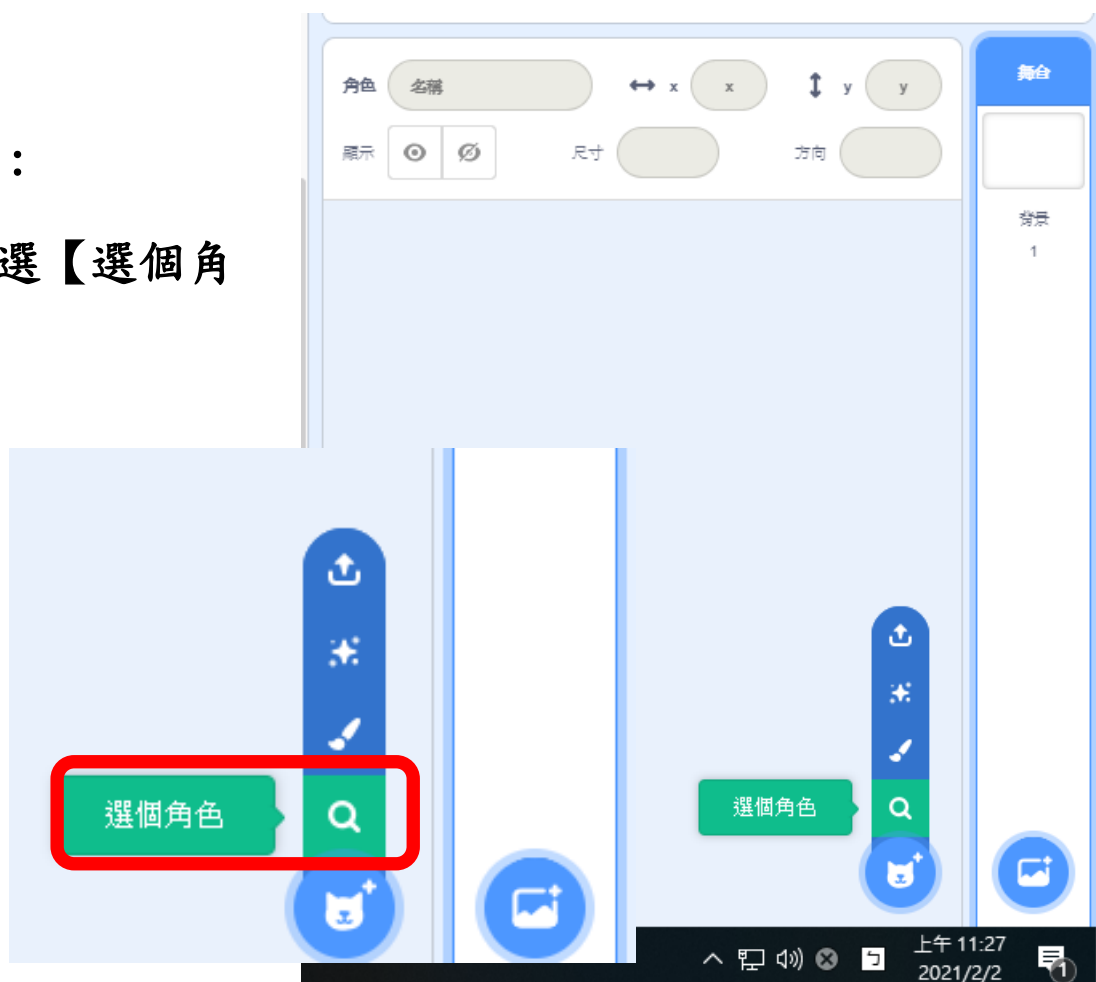 ：
選【選個角
角色 名稱 x x y y
顯示 尺寸 方向
舞台
背景
1
選個角色
選個角色
上午 11:27
2021/2/2
ㄅ
1